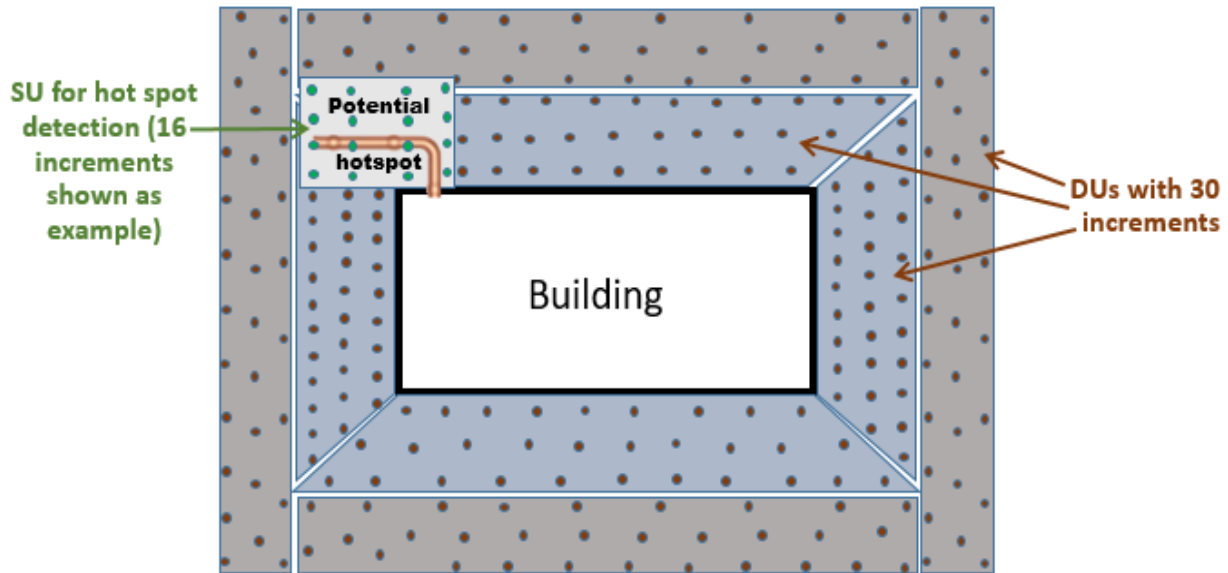 SU for hot spot
detection (16
increments
shown as
example)
Potential
hotspot
Building
DUs with 30
increments